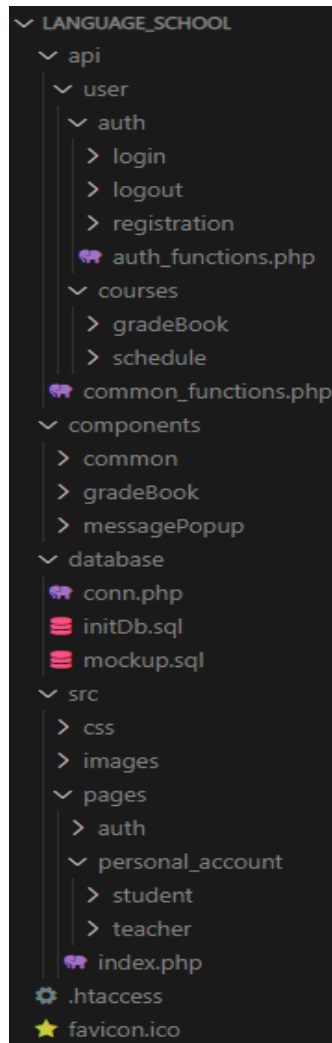 LANGUAGE_SCHOOL
api
user
auth
login
logout
registration
auth_functions.php
courses
gradeBook
schedule
common_functions.php
components
common
gradeBook
messagePopup
database
conn.php
initDb.sql
mockup.sql
src
css
images
pages
auth
personal_account
student
teacher
index.php
.htaccess
favicon.ico